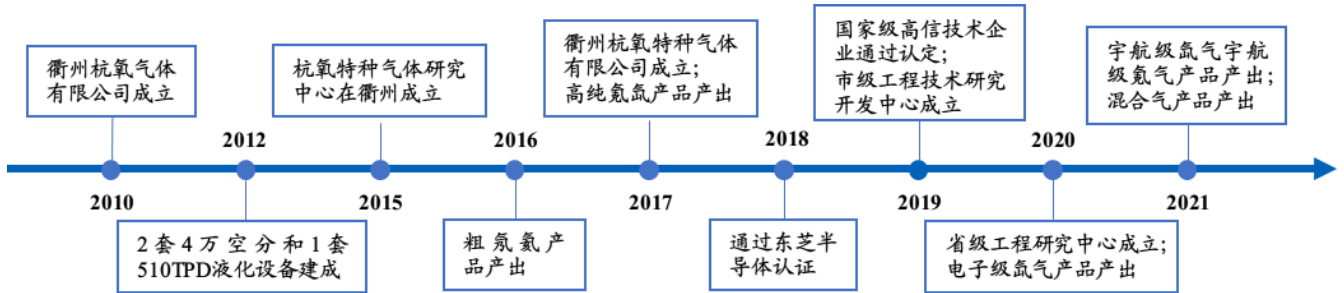 衢州杭氧气体
有限公司成立
2010
2012
2套4万空分和1套
510TPD液化设备建成
杭氧特种气体研究
中心在衢州成立
2015
2016
粗氖氦产
品产出
衢州杭氧特种气体
有限公司成立;
高纯氪氙产品产出
2017
2018
通过东芝半
导体认证
国家级高信技术企
业通过认定;
市级工程技术研究
开发中心成立
2019
2020
省级工程研究中心成立;
电子级氙气产品产出
宇航级氙气宇航
级氪气产品产出;
混合气产品产出
2021